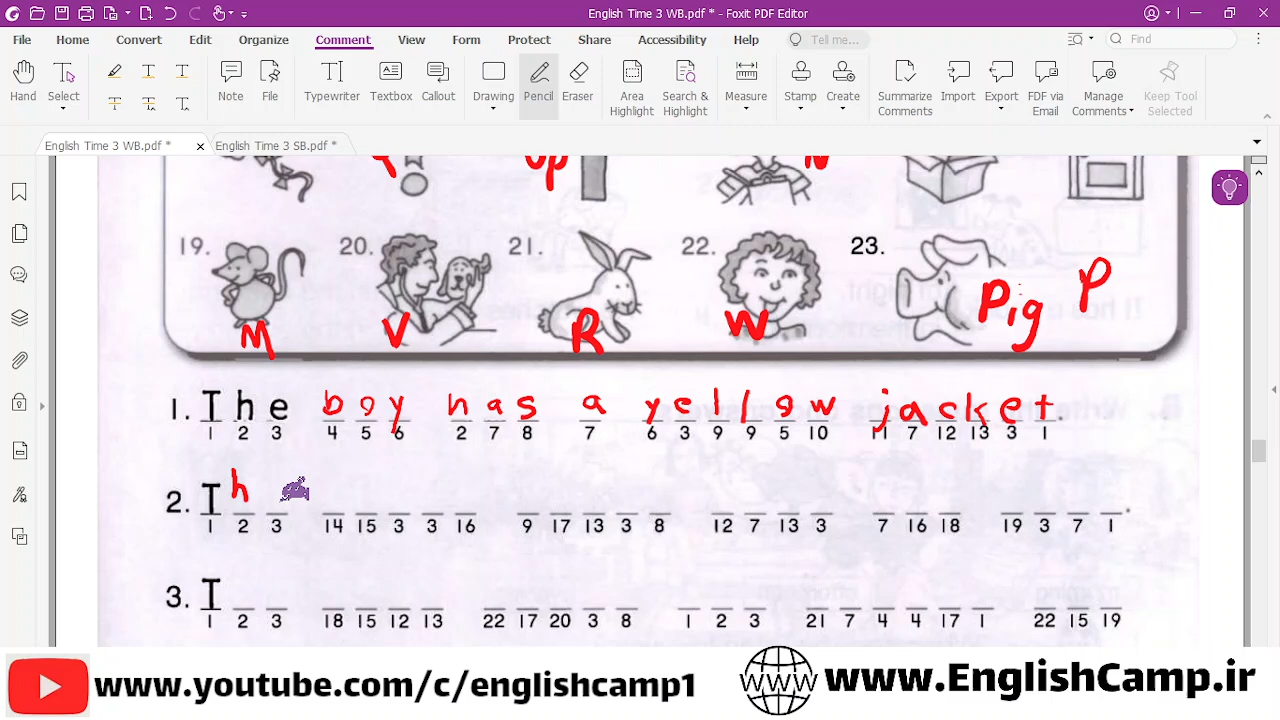 English Time 3 WB.pdf * - Foxit PDF Editor
File Home Convert Edit Organize Comment View Form Protect Share Accessibility Help Tell me... Find
Hand Select Note File Typewriter Textbox Callout Drawing Pencil Eraser Area Highlight Search & Highlight Measure Stamp Create Summarize Comments Import Export PDF via Email Manage Comments Keep Tool Selected
English Time 3 WB.pdf * English Time 3 SB.pdf *
Up N
19. 20. 21. 22. 23.
M V R W Pig P
1. The boy has a yellow jacket.
1 2 3 4 5 6 2 7 8 7 6 3 9 9 5 10 11 7 12 13 3 1
2. T h
1 2 3 14 15 3 3 16 9 17 13 3 8 12 7 13 3 7 16 18 19 3 7 1
3. T
1 2 3 18 15 12 13 22 17 20 3 8 1 2 3 21 7 4 4 17 1 22 15 19
www.youtube.com/c/englishcamp1 www www.EnglishCamp.ir